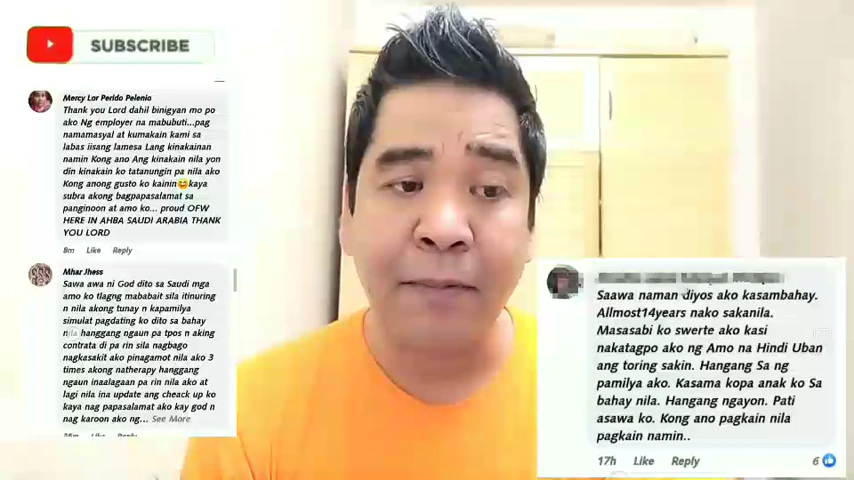 SUBSCRIBE
Mercy Lor Perido Pelenio
Thank you Lord dahil binigyan mo po
ako Ng employer na mabubuti...pag
namamasyal at kumakain kami sa
labas iisang lamesa Lang kinakainan
namin Kong ano Ang kinakain nila yon
din kinakain ko tatanungin pa nila ako
Kong anong gusto ko kainin😊kaya
subra akong bagpapasalamat sa
panginoon at amo ko... proud OFW
HERE IN AHBA SAUDI ARABIA THANK
YOU LORD
8m Like Reply
Mhar Jhess
Sawa awa ni God dito sa Saudi mga
amo ko tlagng mababait sila itinuring
n nila akong tunay n kapamilya
simulat pagdating ko dito sa bahay
nila hanggang ngaun pa tpos n aking
contrata di pa rin sila nagbago
nagkasakit ako pinagamot nila ako 3
times akong natherapy hanggang
ngaun inaalagaan pa rin nila ako at
lagi nila ina update ang cheack up ko
kaya nag papasalamat ako kay god n
nag karoon ako ng... See More
Like Reply
Saawa naman diyos ako kasambahay.
Allmost14years nako sakanila.
Masasabi ko swerte ako kasi
nakatagpo ako ng Amo na Hindi Uban
ang toring sakin. Hangang Sa ng
pamilya ako. Kasama kopa anak ko Sa
bahay nila. Hangang ngayon. Pati
asawa ko. Kong ano pagkain nila
pagkain namin..
17h Like Reply 6